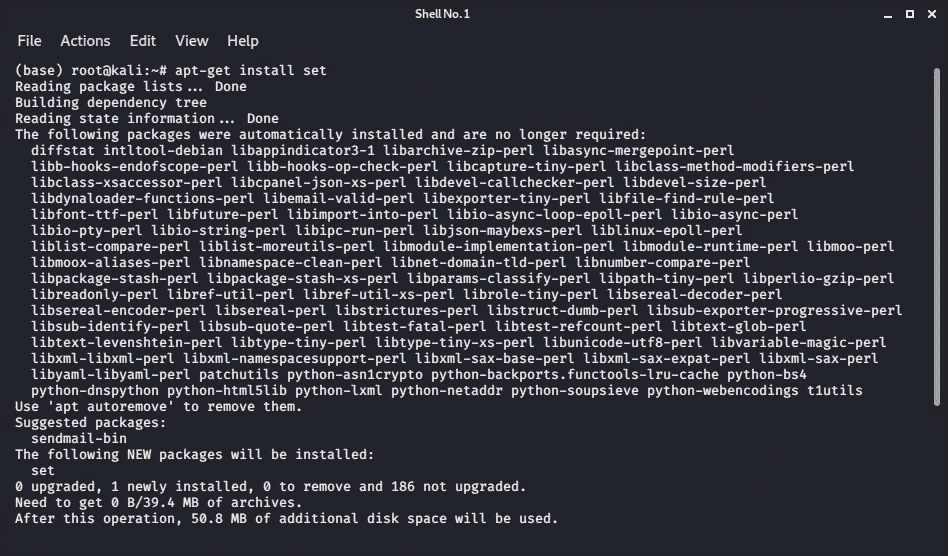 Shell No. 1
File Actions Edit View Help
(base) root@kali:~# apt-get install set
Reading package lists... Done
Building dependency tree
Reading state information... Done
The following packages were automatically installed and are no longer required:
diffstat intltool-debian libappindicator3-1 libarchive-zip-perl libasync-mergepoint-perl
libb-hooks-endofscope-perl libb-hooks-op-check-perl libcapture-tiny-perl libclass-method-modifiers-perl
libclass-xsaccessor-perl libcpanel-json-xs-perl libdevel-callchecker-perl libdevel-size-perl
libdynaloader-functions-perl libemail-valid-perl libexporter-tiny-perl libfile-find-rule-perl
libfont-ttf-perl libfuture-perl libimport-into-perl libio-async-loop-epoll-perl libio-async-perl
libio-pty-perl libio-string-perl libipc-run-perl libjson-maybexs-perl liblinux-epoll-perl
liblist-compare-perl liblist-moreutils-perl libmodule-implementation-perl libmodule-runtime-perl libmoo-perl
libmoox-aliases-perl libnamespace-clean-perl libnet-domain-tld-perl libnumber-compare-perl
libpackage-stash-perl libpackage-stash-xs-perl libparams-classify-perl libpath-tiny-perl libperlio-gzip-perl
libreadonly-perl libref-util-perl libref-util-xs-perl librole-tiny-perl libsereal-decoder-perl
libsereal-encoder-perl libsereal-perl libstrictures-perl libstruct-dumb-perl libsub-exporter-progressive-perl
libsub-identify-perl libsub-quote-perl libtest-fatal-perl libtest-refcount-perl libtext-glob-perl
libtext-levenshtein-perl libtype-tiny-perl libtype-tiny-xs-perl libunicode-utf8-perl libvariable-magic-perl
libxml-libxml-perl libxml-namespacesupport-perl libxml-sax-base-perl libxml-sax-expat-perl libxml-sax-perl
libyaml-libyaml-perl patchutils python-asn1crypto python-backports.functools-lru-cache python-bs4
python-dnspython python-html5lib python-lxml python-netaddr python-soupsieve python-webencodings t1utils
Use 'apt autoremove' to remove them.
Suggested packages:
sendmail-bin
The following NEW packages will be installed:
set
0 upgraded, 1 newly installed, 0 to remove and 186 not upgraded.
Need to get 0 B/39.4 MB of archives.
After this operation, 50.8 MB of additional disk space will be used.